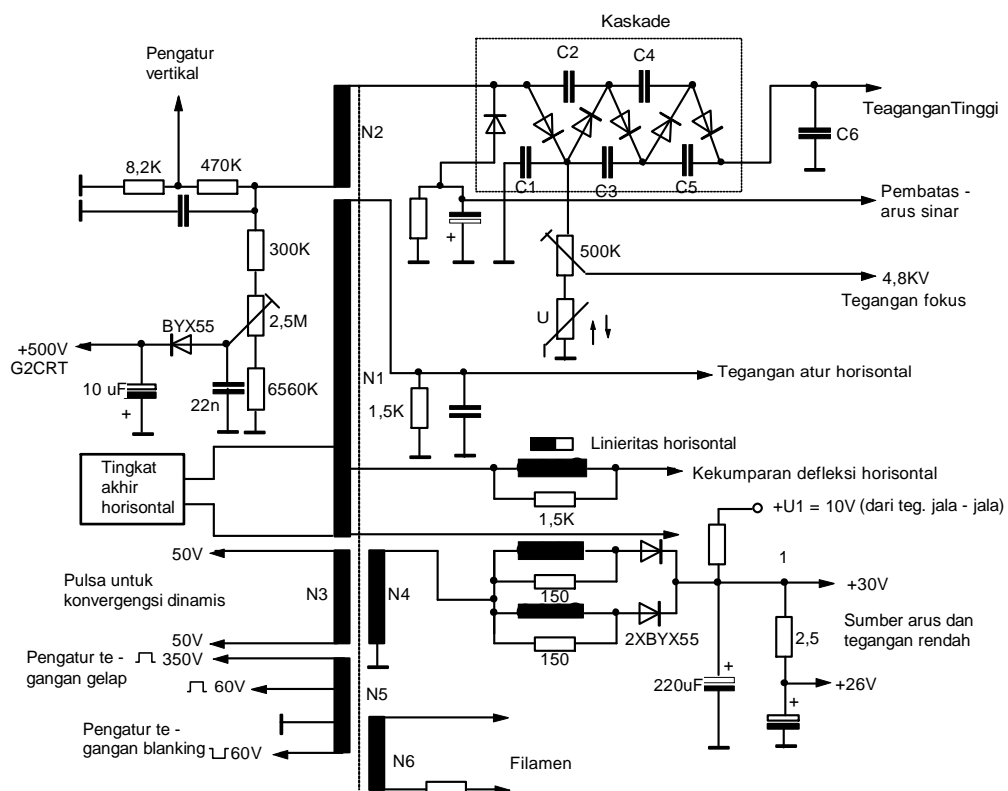 Kaskade
Pengatur
vertikal
C2
C4
TeaganganTinggi
N2
C6
8,2K
470K
C1
C3
C5
Pembatas -
arus sinar
+
300K
500K
4,8KV
Tegangan fokus
BYX55
2,5M
U
+500V
G2CRT
10 uF
+
22n
6560K
N1
1,5K
Tegangan atur horisontal
Linieritas horisontal
Tingkat
akhir
horisontal
Kekumparan defleksi horisontal
1,5K
+U1 = 10V (dari teg. jala - jala)
50V
1
Pulsa untuk
konvergengsi dinamis
N3
N4
150
+30V
50V
2XBYX55
2,5
Sumber arus dan
tegangan rendah
150
Pengatur te -
gangan gelap
350V
60V
N5
+
220uF
+26V
+
Pengatur te -
gangan blanking
60V
N6
Filamen